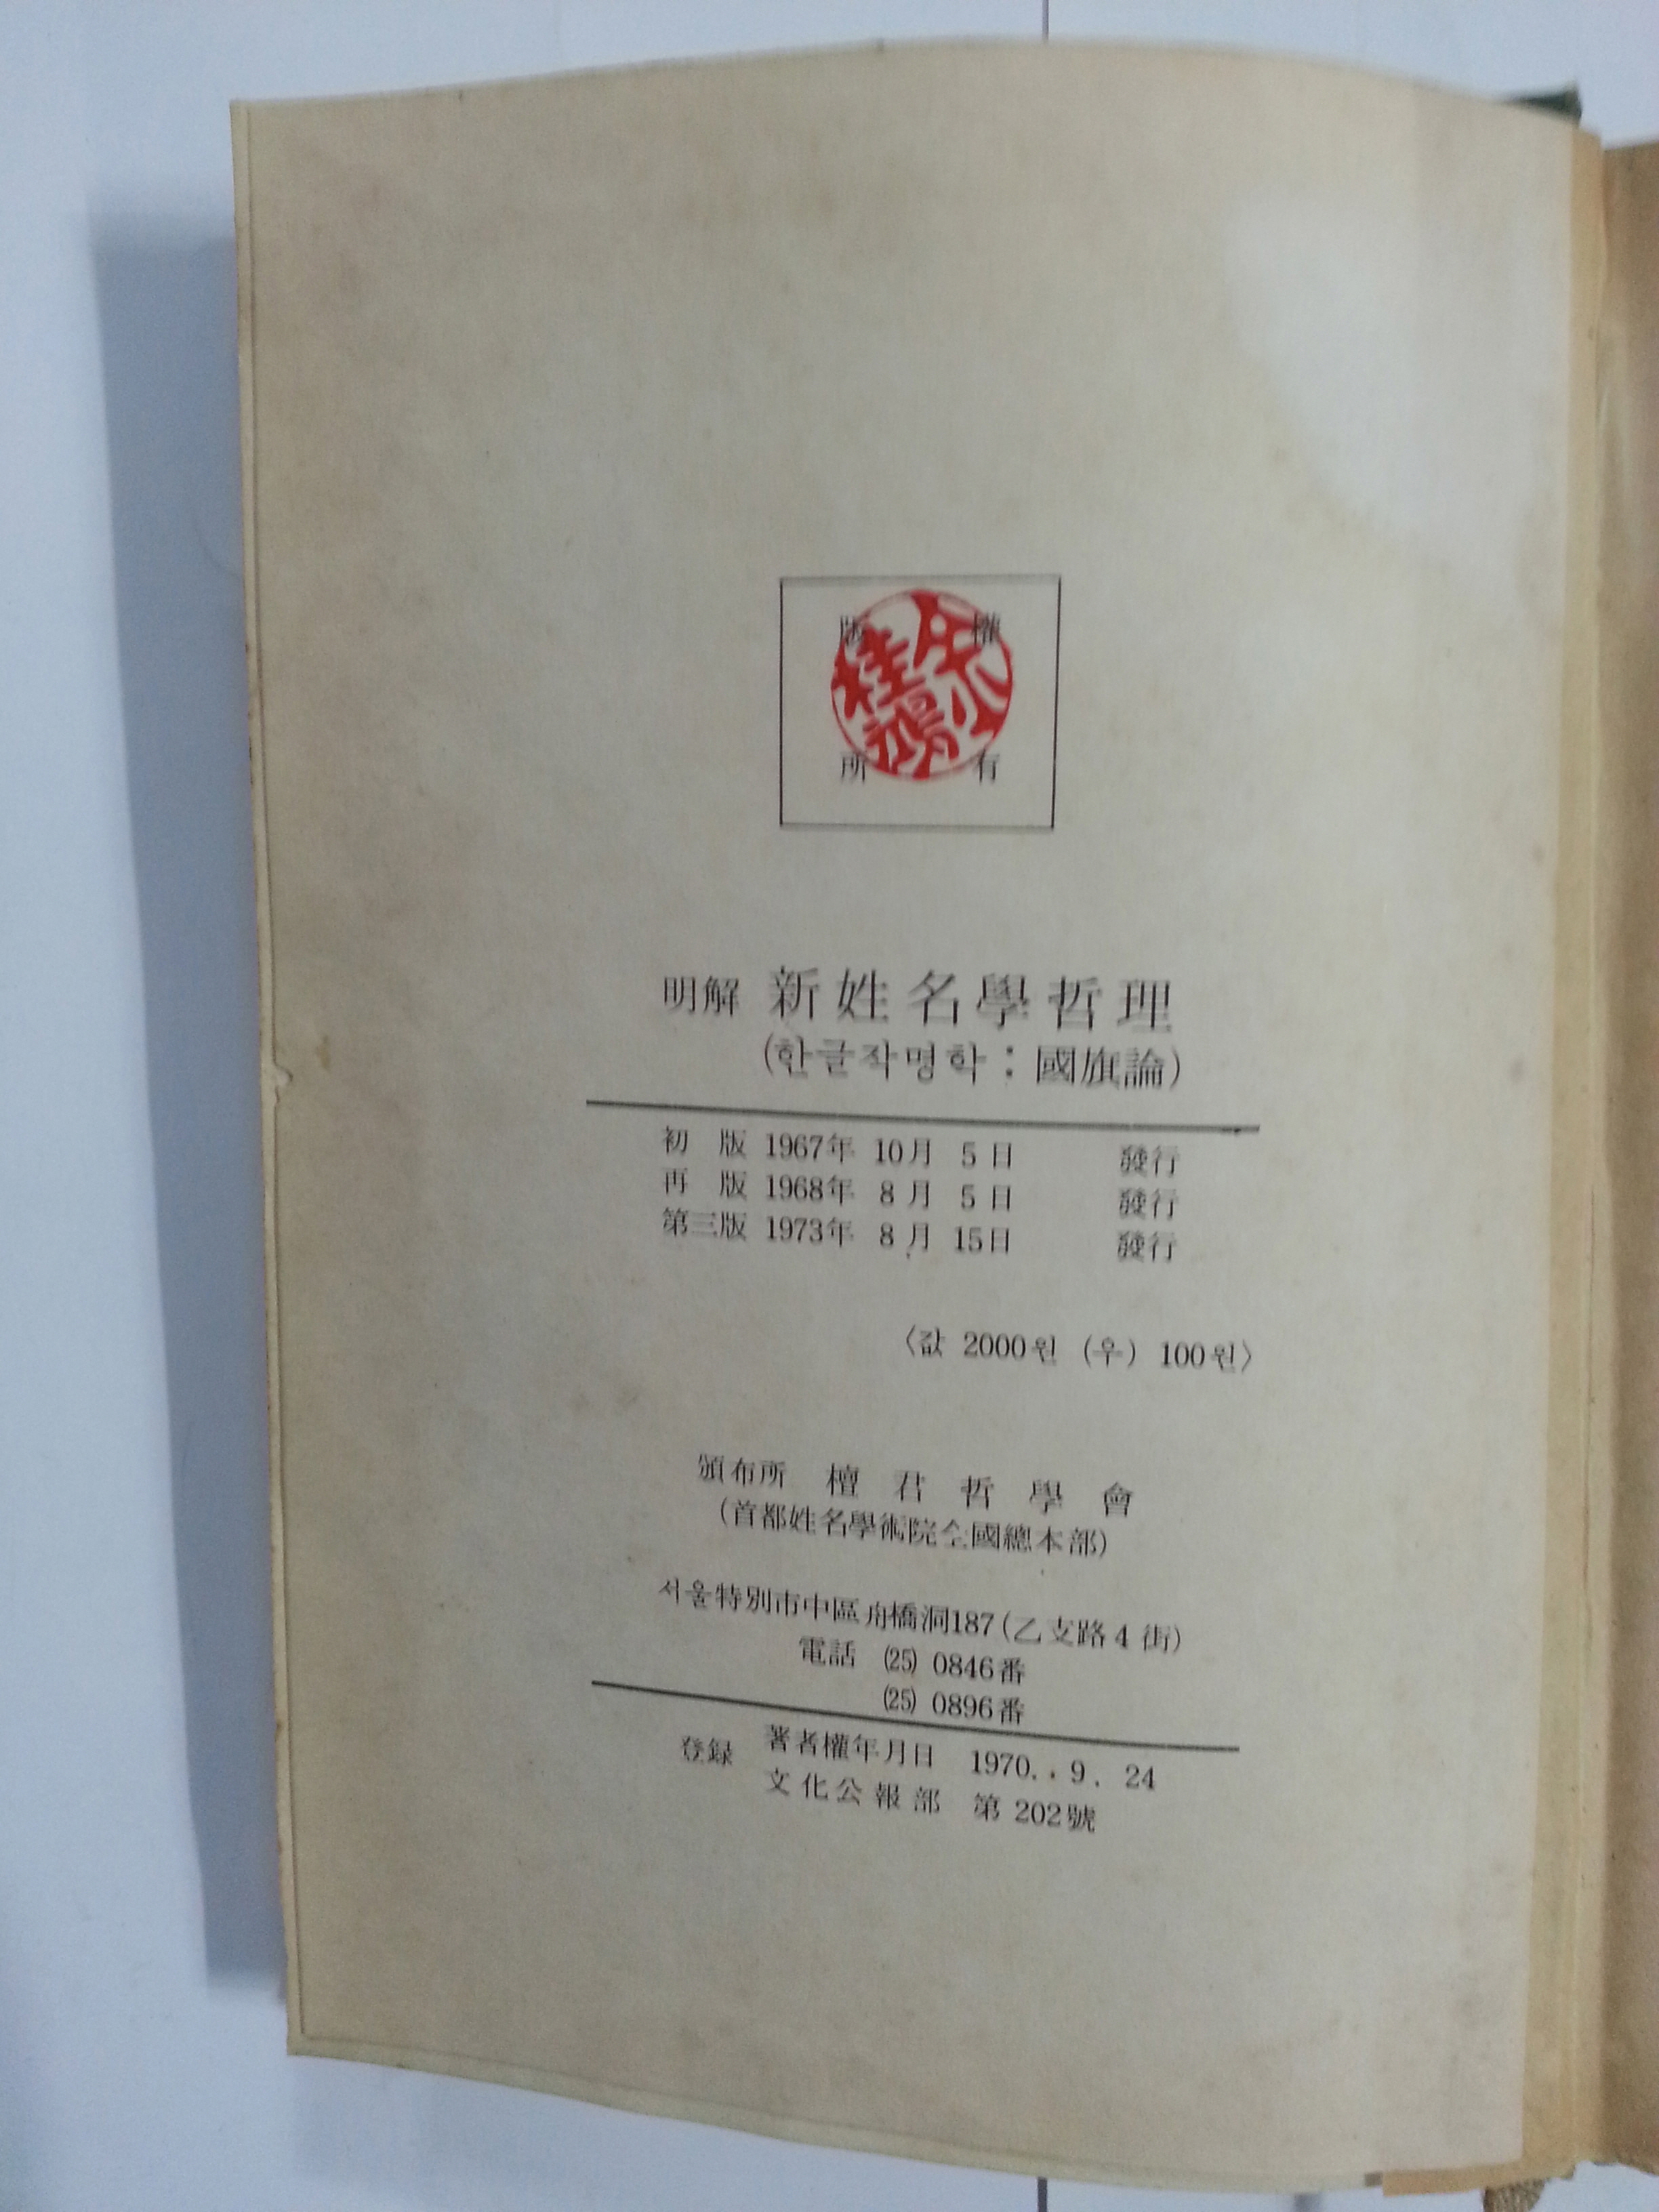 版 權
所 有
明解 新姓名學哲理
(한글작명학 : 國旗論)
初 版 1967年 10月 5日 發行
再 版 1968年 8月 5日 發行
第三版 1973年 8月 15日 發行
〈값 2000원 (우) 100원〉
頒布所 檀君哲學會
(首都姓名學術院全國總本部)
서울特別市中區舟橋洞187(乙支路4街)
電話 (25) 0846番
(25) 0896番
登録 著者權年月日 1970. 9. 24
文化公報部 第 202號